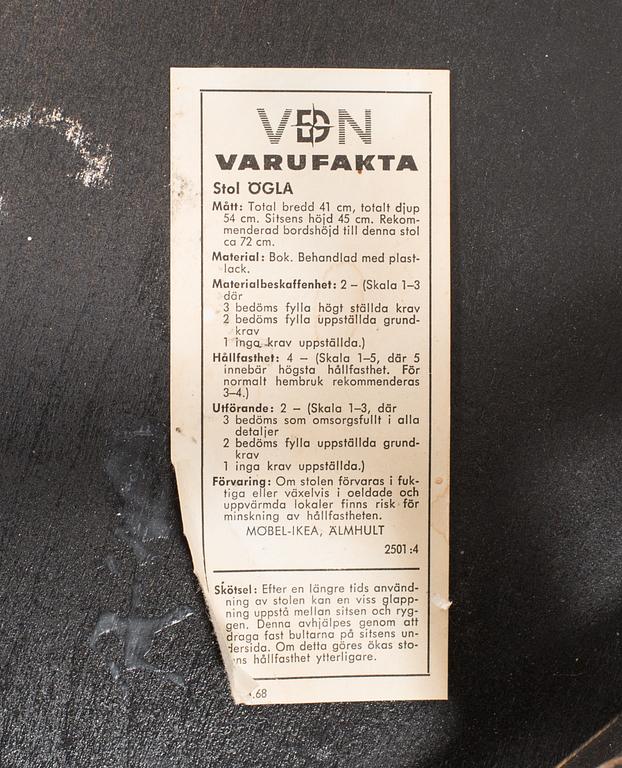 VDN
VARUFAKTA
Stol ÖGLA
Mått: Total bredd 41 cm, totalt djup
54 cm. Sitsens höjd 45 cm. Rekom-
menderad bordshöjd till denna stol
ca 72 cm.
Material: Bok. Behandlad med plast-
lack.
Materialbeskaffenhet: 2 – (Skala 1–3
där
3 bedöms fylla högt ställda krav
2 bedöms fylla uppställda grund-
krav
1 inga krav uppställda.)
Hållfasthet: 4 – (Skala 1–5, där 5
innebär högsta hållfasthet. För
normalt hembruk rekommenderas
3–4.)
Utförande: 2 – (Skala 1–3, där
3 bedöms som omsorgsfullt i alla
detaljer
2 bedöms fylla uppställda grund-
krav
1 inga krav uppställda.)
Förvaring: Om stolen förvaras i fuk-
tiga eller växelvis i oeldade och
uppvärmda lokaler finns risk för
minskning av hållfastheten.
MÖBEL-IKEA, ÄLMHULT
2501:4
Skötsel: Efter en längre tids använd-
ning av stolen kan en viss glapp-
ning uppstå mellan sitsen och ryg-
gen. Denna avhjälpes genom att
draga fast bultarna på sitsens un-
dersida. Om detta göres ökas sto-
ns hållfasthet ytterligare.
.68